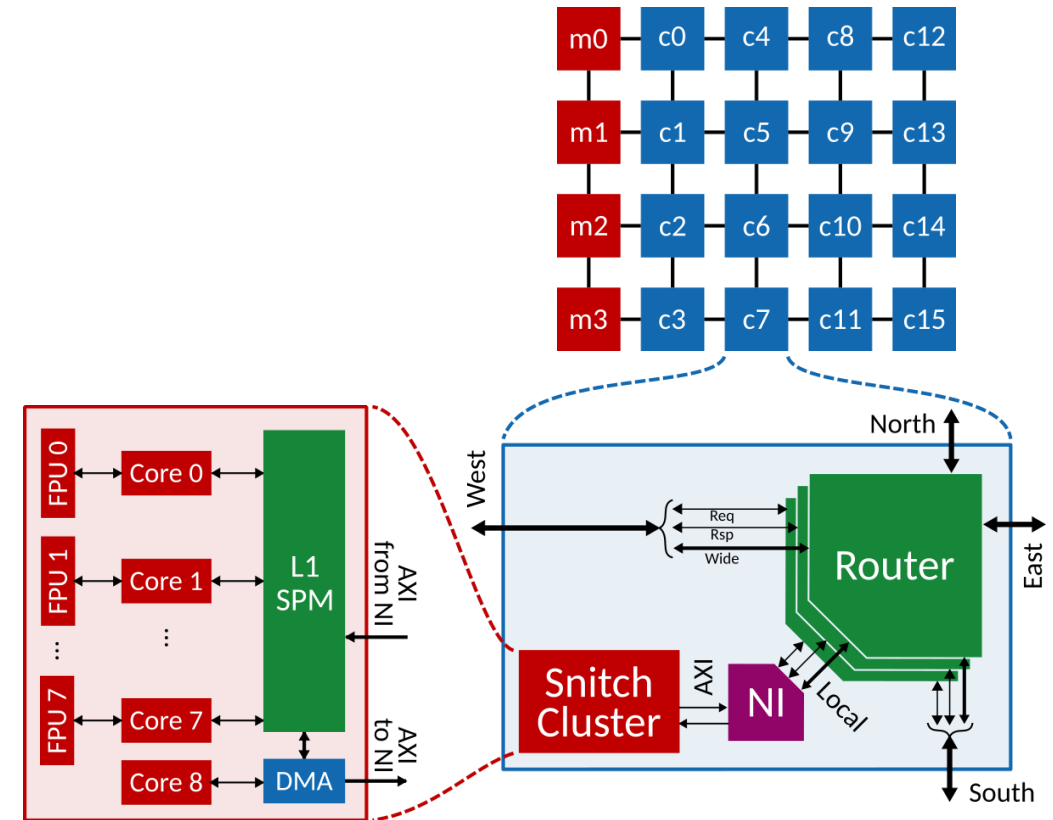 m0 c0 c4 c8 c12
m1 c1 c5 c9 c13
m2 c2 c6 c10 c14
m3 c3 c7 c11 c15
North
West
East
South
Req
Rsp
Wide
Router
Local
NI
AXI
Snitch
Cluster
FPU 0
Core 0
FPU 1
Core 1
...
...
FPU 7
Core 7
Core 8
L1
SPM
DMA
AXI
from NI
AXI
to NI